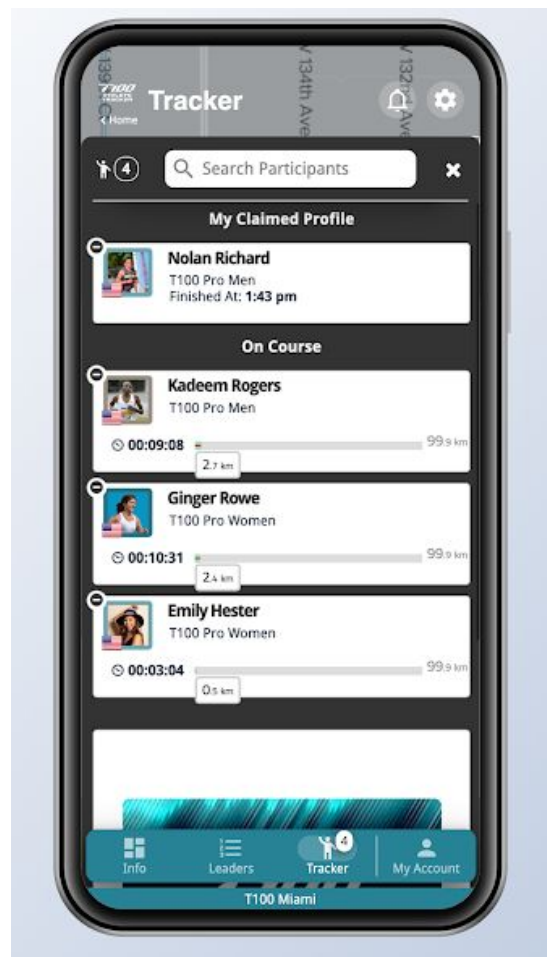 V 139
V 134th Ave
V 132nd Ave
T100
< Home
Tracker
4
Search Participants
My Claimed Profile
Nolan Richard
T100 Pro Men
Finished At: 1:43 pm
On Course
Kadeem Rogers
T100 Pro Men
00:09:08
99.9 km
2.7 km
Ginger Rowe
T100 Pro Women
00:10:31
99.9 km
2.4 km
Emily Hester
T100 Pro Women
00:03:04
99.9 km
0.5 km
4
Info
Leaders
Tracker
My Account
T100 Miami